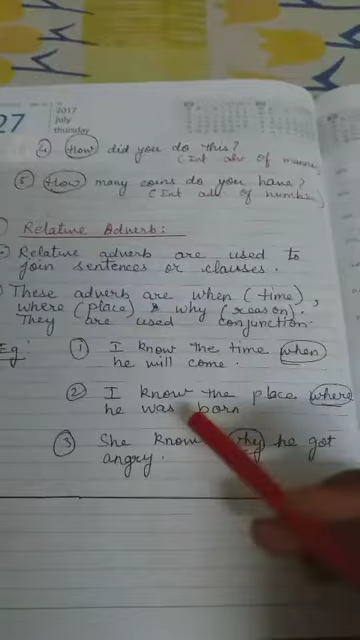 27
2017
july
thursday
4 How did you do this?
(Int adv of manner
5 How many coins do you have?
(Int adv of number)
Relative Adverb:
Relative adverb are used to
join sentences or clauses.
These adverb are when (time),
where (place) & why (reason).
They are used conjunction.
Eg: 1 I know the time when
he will come.
2 I know the place where
he was born
3 She know why he got
angry.